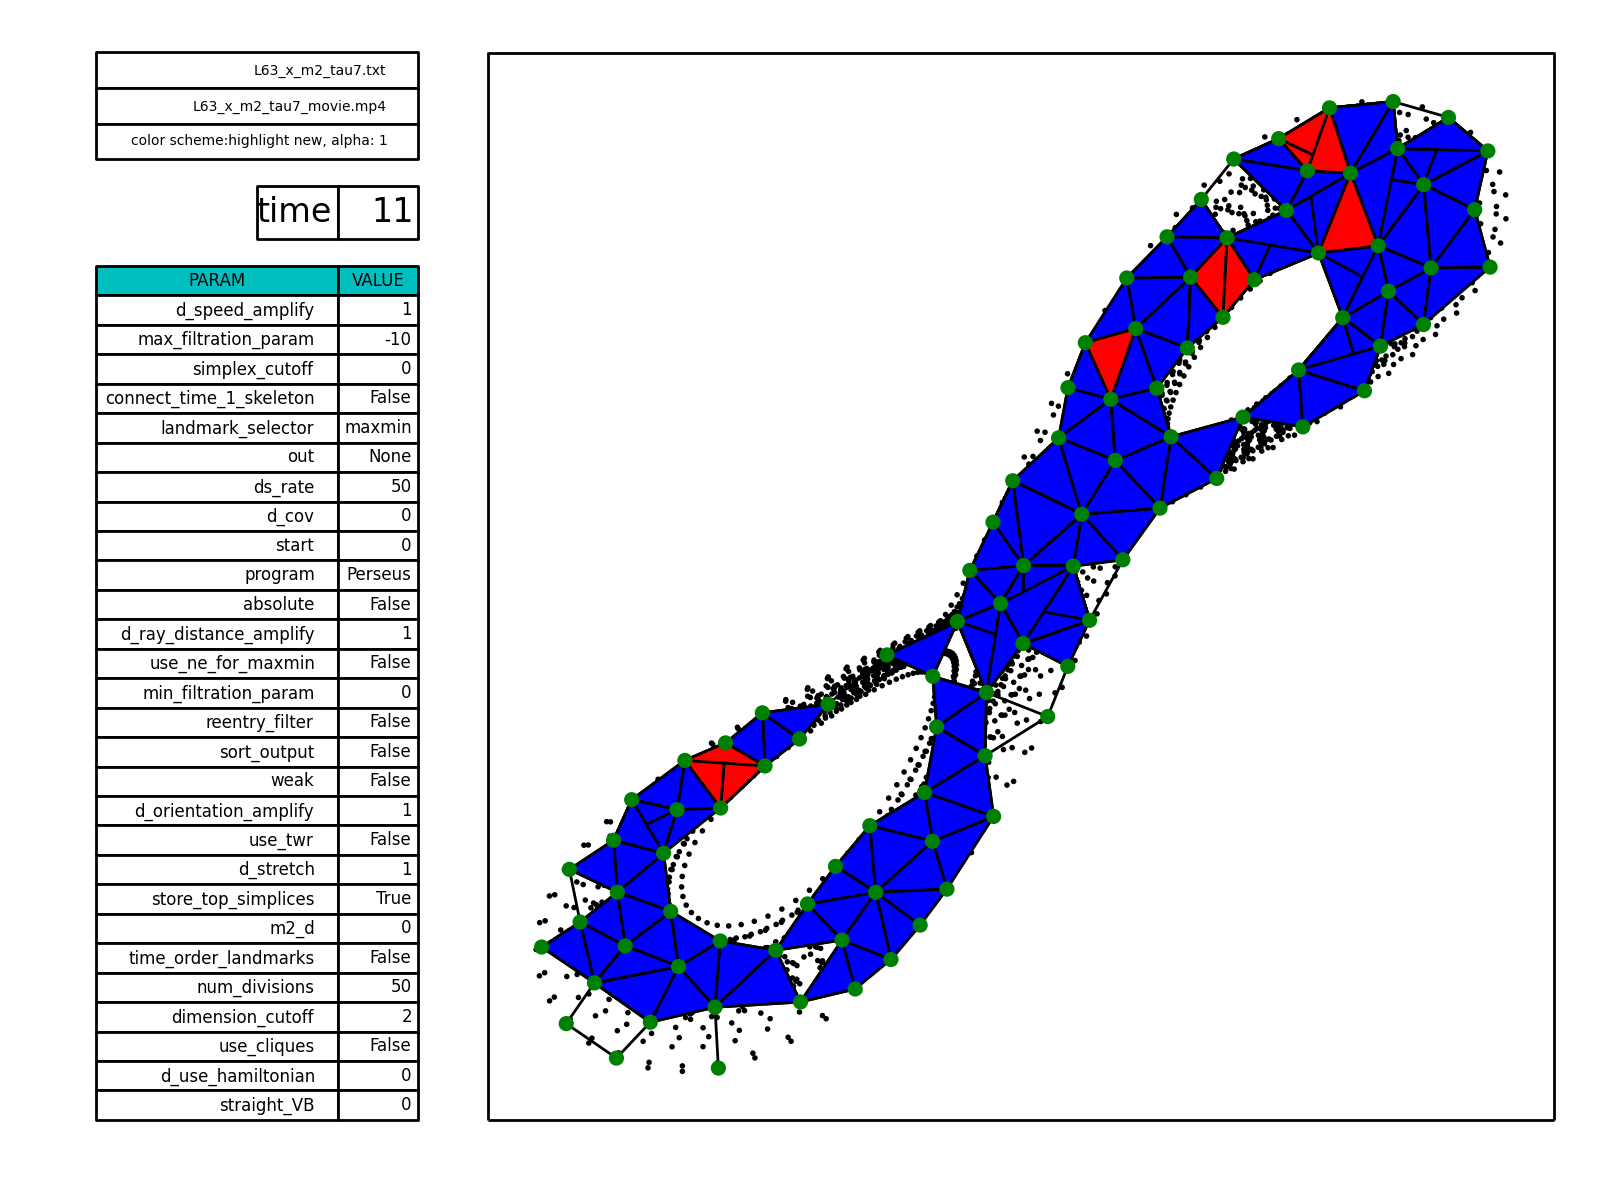 L63_x_m2_tau7.txt
L63_x_m2_tau7_movie.mp4
color scheme:highlight new, alpha: 1
time 11
PARAM VALUE
d_speed_amplify 1
max_filtration_param -10
simplex_cutoff 0
connect_time_1_skeleton False
landmark_selector maxmin
out None
ds_rate 50
d_cov 0
start 0
program Perseus
absolute False
d_ray_distance_amplify 1
use_ne_for_maxmin False
min_filtration_param 0
reentry_filter False
sort_output False
weak False
d_orientation_amplify 1
use_twr False
d_stretch 1
store_top_simplices True
m2_d 0
time_order_landmarks False
num_divisions 50
dimension_cutoff 2
use_cliques False
d_use_hamiltonian 0
straight_VB 0